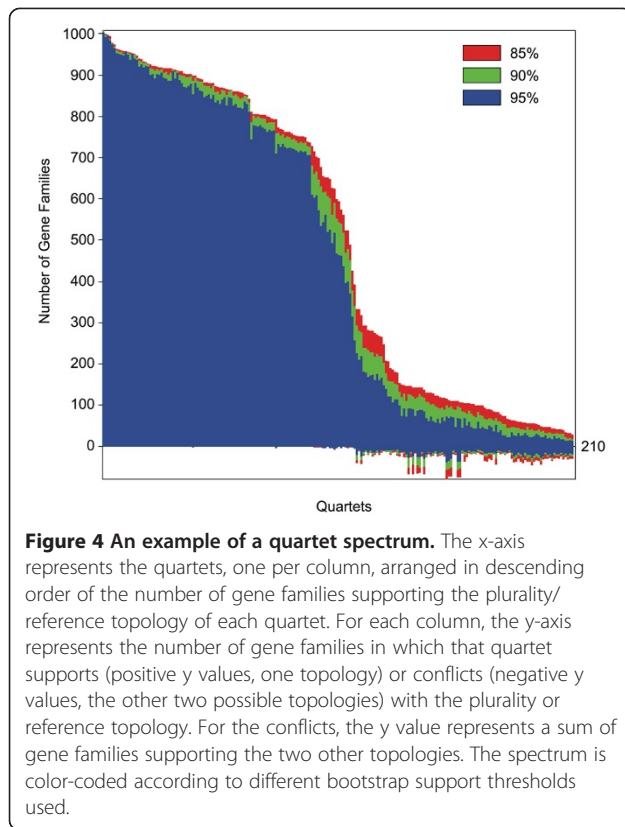 1000
900
800
700
600
500
400
300
200
100
0
Number of Gene Families
85%
90%
95%
210
Quartets
Figure 4 An example of a quartet spectrum. The x-axis
represents the quartets, one per column, arranged in descending
order of the number of gene families supporting the plurality/
reference topology of each quartet. For each column, the y-axis
represents the number of gene families in which that quartet
supports (positive y values, one topology) or conflicts (negative y
values, the other two possible topologies) with the plurality or
reference topology. For the conflicts, the y value represents a sum of
gene families supporting the two other topologies. The spectrum is
color-coded according to different bootstrap support thresholds
used.